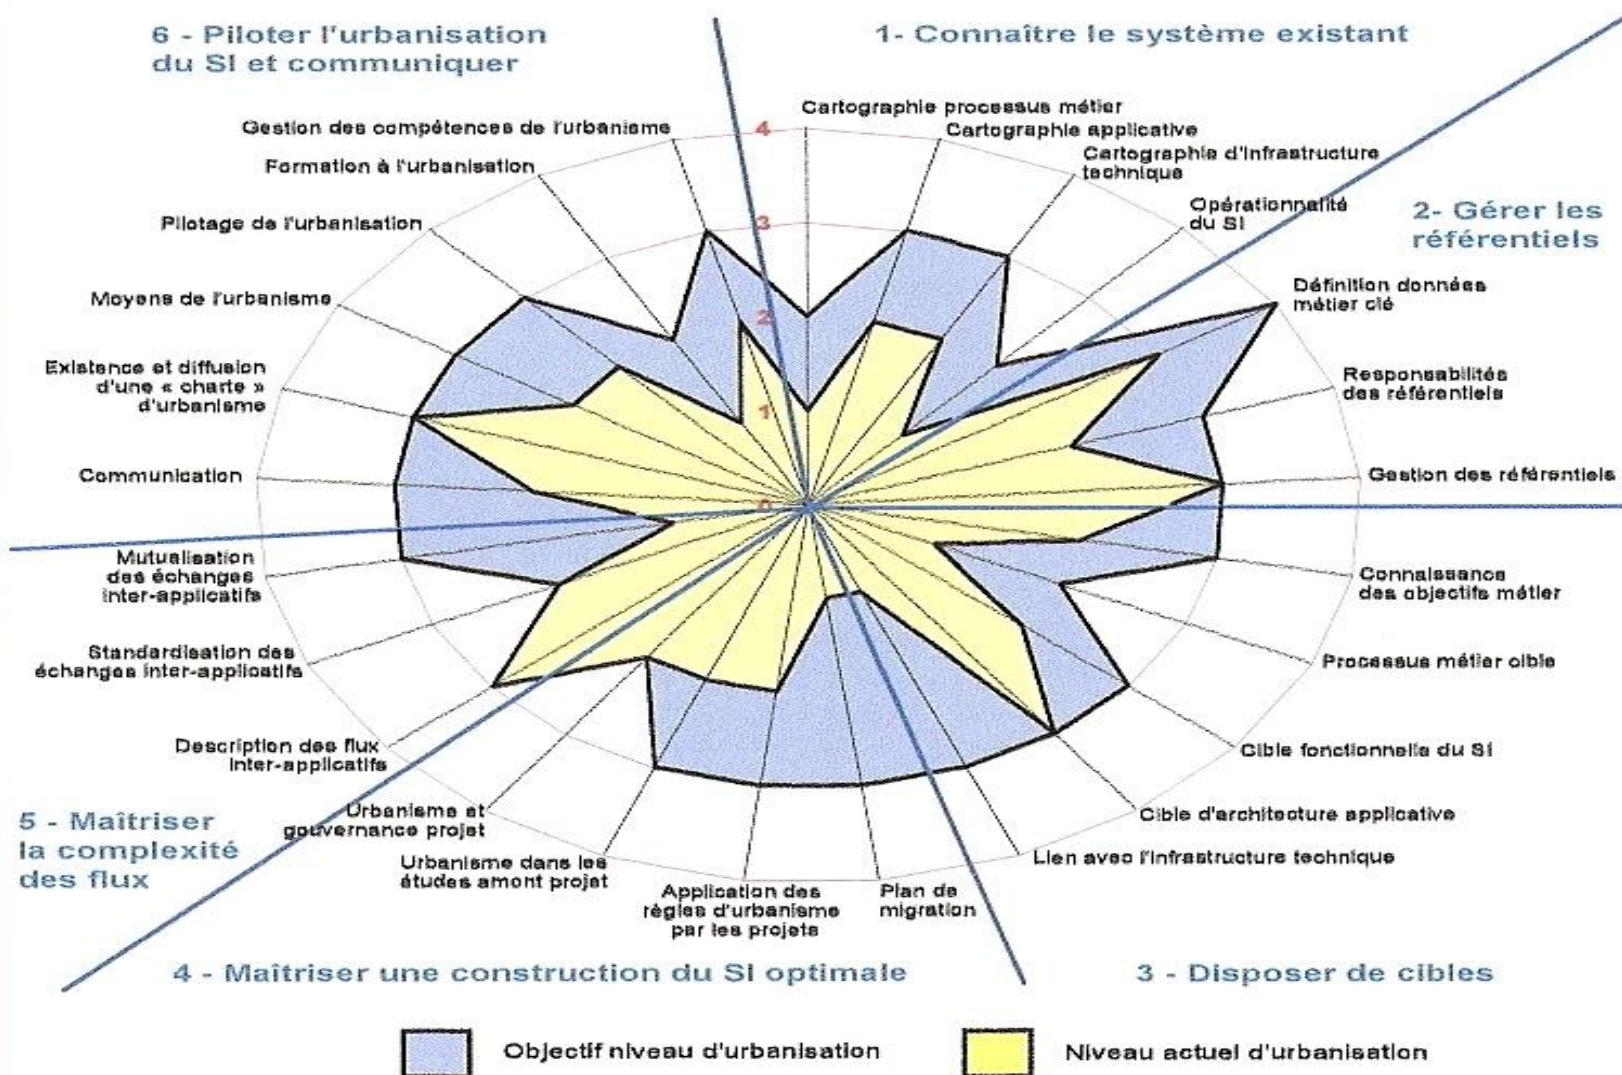 6 - Piloter l'urbanisation
du SI et communiquer
1- Connaître le système existant
Cartographie processus métier
Cartographie applicative
Cartographie d'infrastructure
technique
Opérationnalité
du SI
2- Gérer les
référentiels
Définition données
métier clé
Responsabilités
des référentiels
Gestion des référentiels
Connaissance
des objectifs métier
Processus métier cible
Cible fonctionnelle du SI
Cible d'architecture applicative
Lien avec l'infrastructure technique
3 - Disposer de cibles
Plan de
migration
Application des
règles d'urbanisme
par les projets
Urbanisme dans les
études amont projet
Urbanisme et
gouvernance projet
4 - Maîtriser une construction du SI optimale
Description des flux
inter-applicatifs
Standardisation des
échanges inter-applicatifs
Mutualisation
des échanges
inter-applicatifs
5 - Maîtriser
la complexité
des flux
Communication
Existence et diffusion
d'une « charte »
d'urbanisme
Moyens de l'urbanisme
Pilotage de l'urbanisation
Formation à l'urbanisation
Gestion des compétences de l'urbanisme
4
3
2
1
0
Objectif niveau d'urbanisation
Niveau actuel d'urbanisation